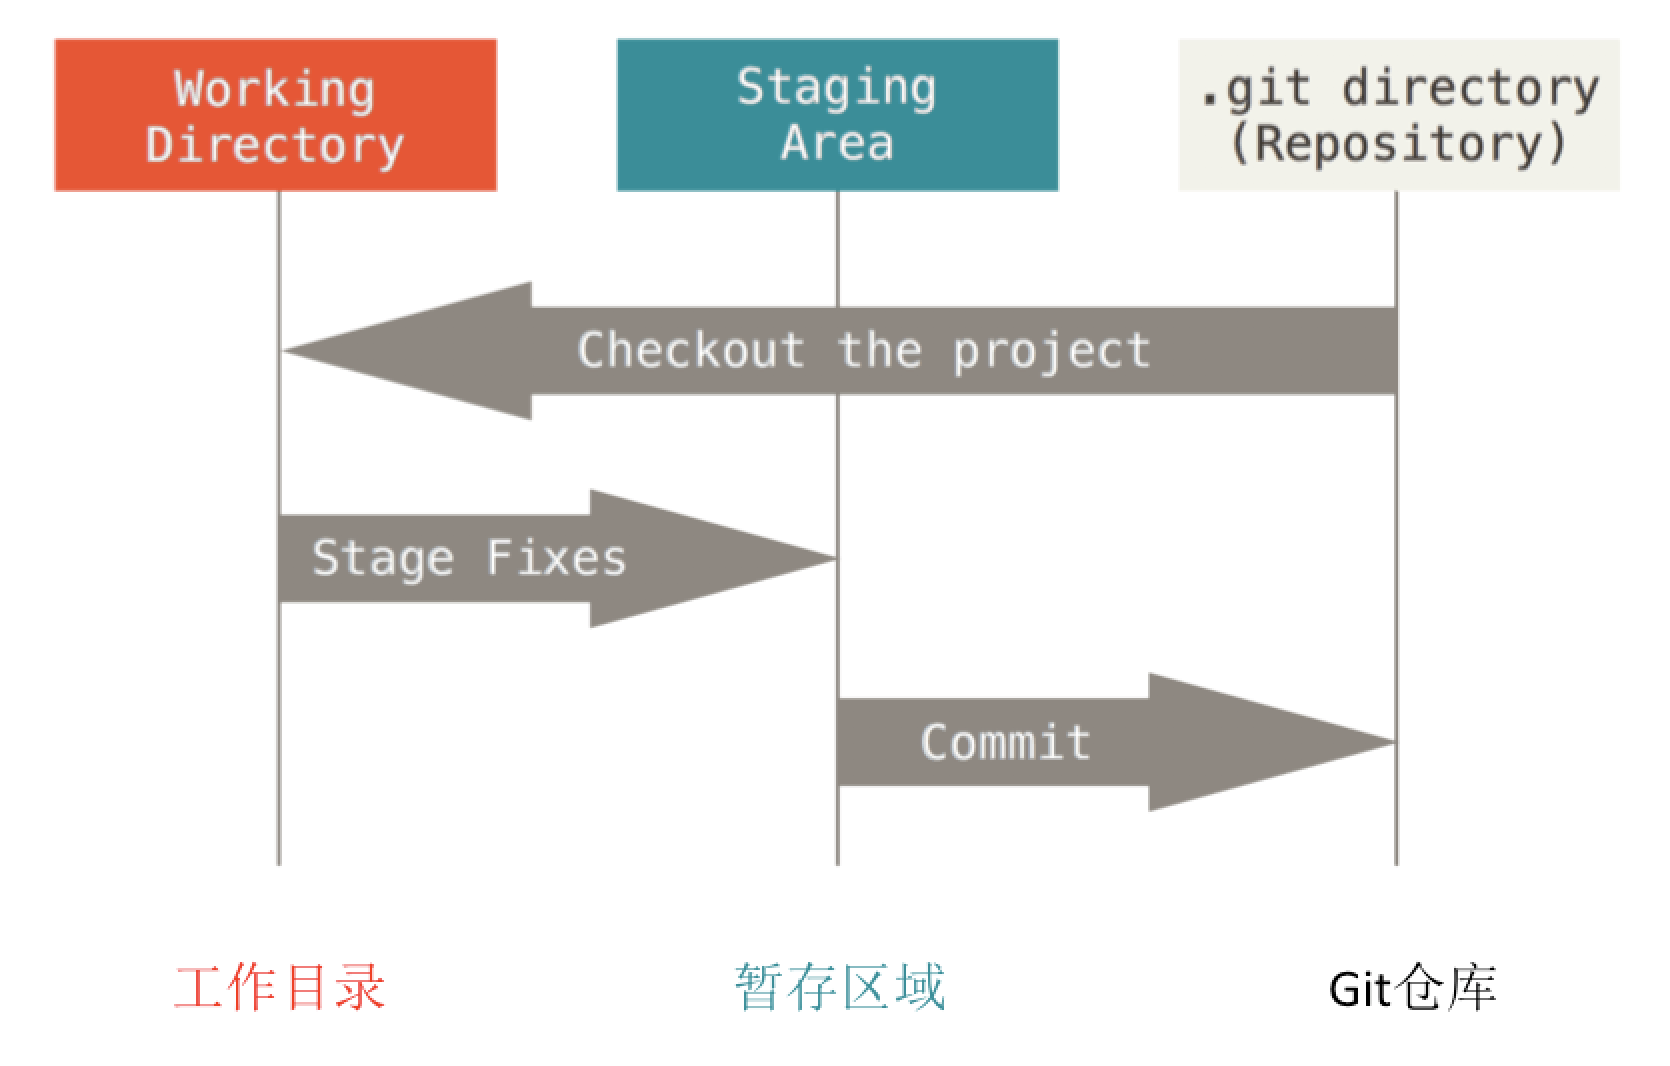 Working
Directory
Staging
Area
.git directory
(Repository)
Checkout the project
Stage Fixes
Commit
工作目录
暂存区域
Git仓库